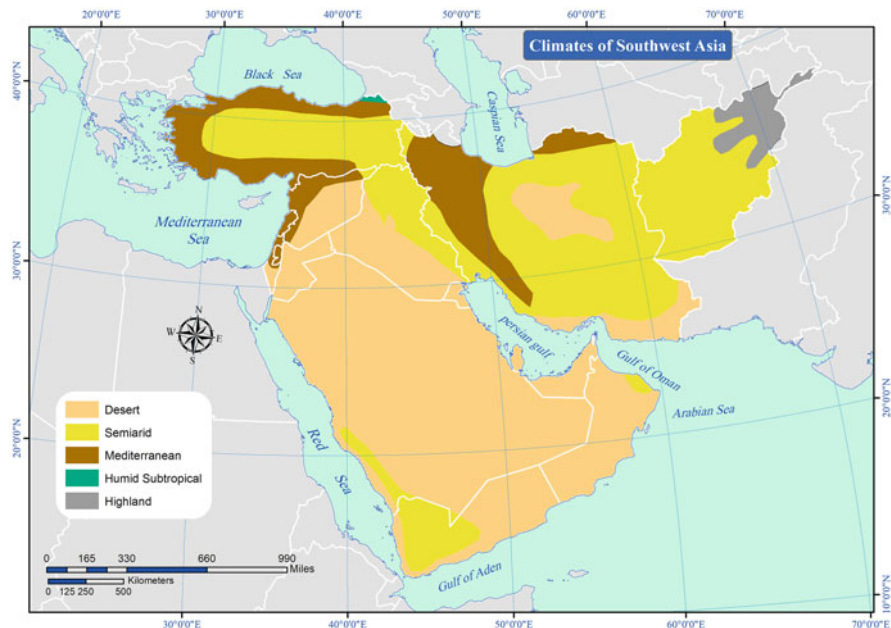 20°0'0"E
30°0'0"E
40°0'0"E
50°0'0"E
60°0'0"E
70°0'0"E
Climates of Southwest Asia
40°0'0"N
30°0'0"N
20°0'0"N
Black Sea
Caspian Sea
Mediterranean
Sea
30°0'0"N
20°0'0"N
10°0'0"N
N
W
E
S
persian gulf
Gulf of Oman
Arabian Sea
Red Sea
Gulf of Aden
Desert
Semiarid
Mediterranean
Humid Subtropical
Highland
0 165 330 660 990
Miles
Kilometers
0 125 250 500
30°0'0"E
40°0'0"E
50°0'0"E
60°0'0"E
70°0'0"E